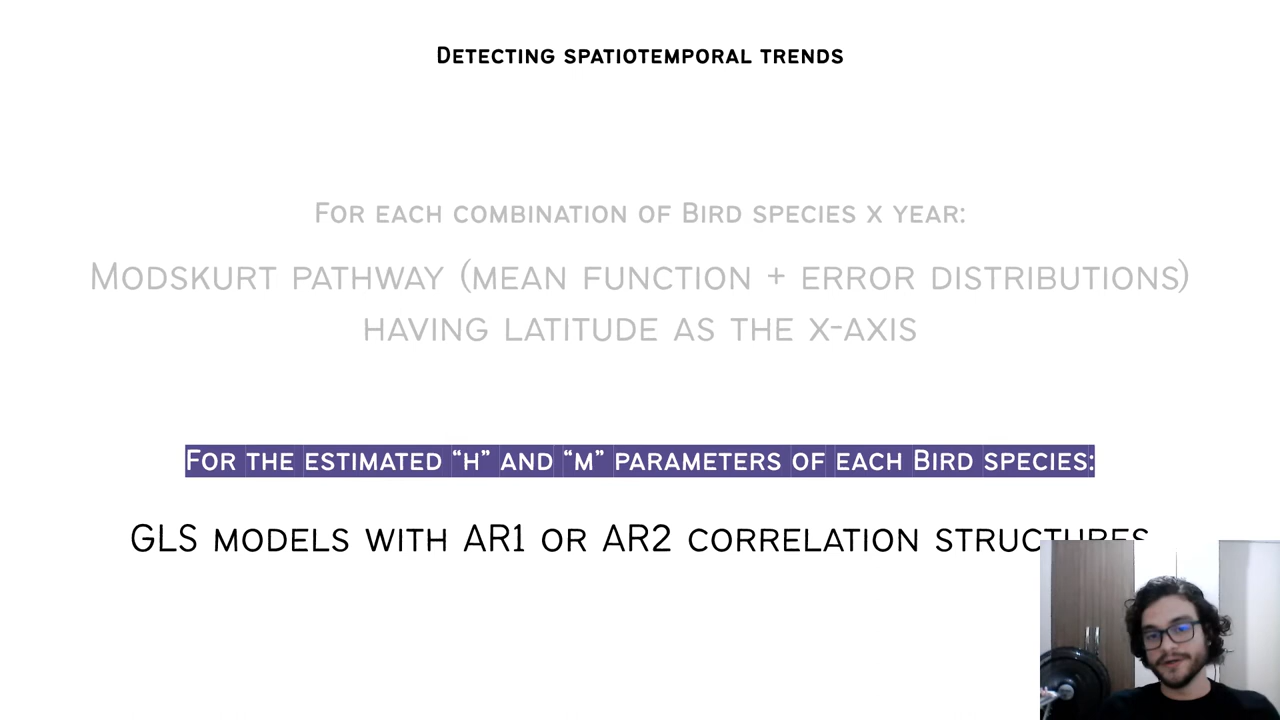 Detecting spatiotemporal trends
For each combination of Bird species x year:
Modskurt pathway (mean function + error distributions)
having latitude as the x-axis
For the estimated “h” and “m” parameters of each Bird species:
GLS models with AR1 or AR2 correlation structures